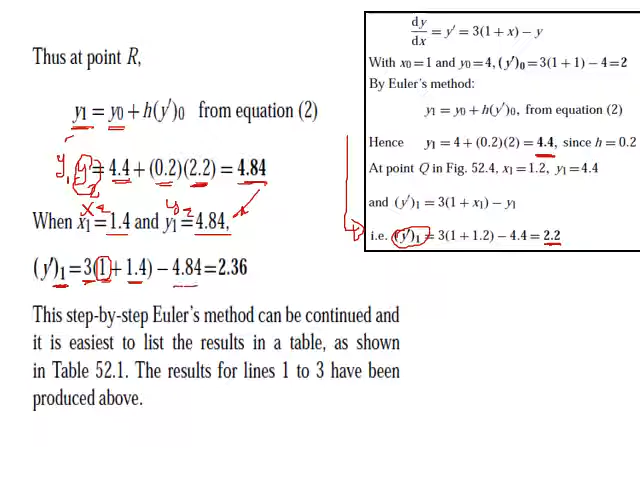 Thus at point R,
y1 = y0 + h(y′)0 from equation (2)
y1 y2 = 4.4 + (0.2)(2.2) = 4.84
x2 y2
When x1 = 1.4 and y1 = 4.84,
(y′)1 = 3(1 + 1.4) − 4.84 = 2.36
This step-by-step Euler's method can be continued and
it is easiest to list the results in a table, as shown
in Table 52.1. The results for lines 1 to 3 have been
produced above.
dy/dx = y′ = 3(1 + x) − y
With x0 = 1 and y0 = 4, (y′)0 = 3(1 + 1) − 4 = 2
By Euler's method:
y1 = y0 + h(y′)0, from equation (2)
Hence y1 = 4 + (0.2)(2) = 4.4, since h = 0.2
At point Q in Fig. 52.4, x1 = 1.2, y1 = 4.4
and (y′)1 = 3(1 + x1) − y1
i.e. (y′)1 = 3(1 + 1.2) − 4.4 = 2.2